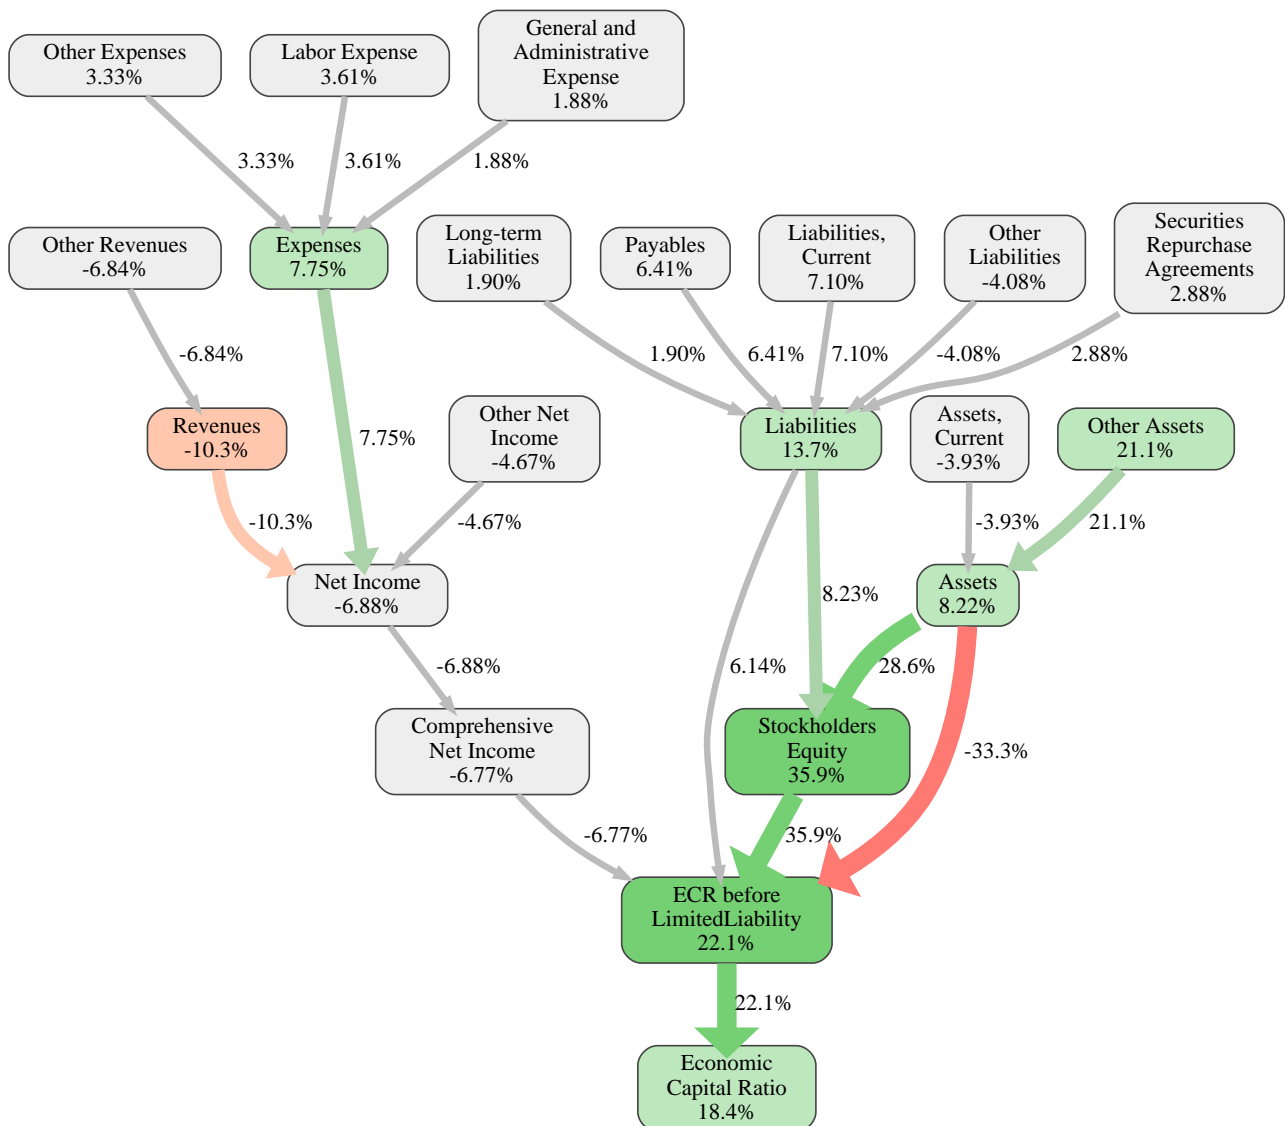 Other Expenses
3.33%
Labor Expense
3.61%
General and
Administrative
Expense
1.88%
3.33%
3.61%
1.88%
Other Revenues
-6.84%
Expenses
7.75%
Long-term
Liabilities
1.90%
Payables
6.41%
Liabilities,
Current
7.10%
Other
Liabilities
-4.08%
Securities
Repurchase
Agreements
2.88%
-6.84%
1.90%
6.41%
7.10%
-4.08%
2.88%
Revenues
-10.3%
7.75%
Other Net
Income
-4.67%
Liabilities
13.7%
Assets,
Current
-3.93%
Other Assets
21.1%
-10.3%
-4.67%
-3.93%
21.1%
Net Income
-6.88%
8.23%
Assets
8.22%
-6.88%
6.14%
28.6%
Comprehensive
Net Income
-6.77%
Stockholders
Equity
35.9%
-33.3%
-6.77%
35.9%
ECR before
LimitedLiability
22.1%
22.1%
Economic
Capital Ratio
18.4%